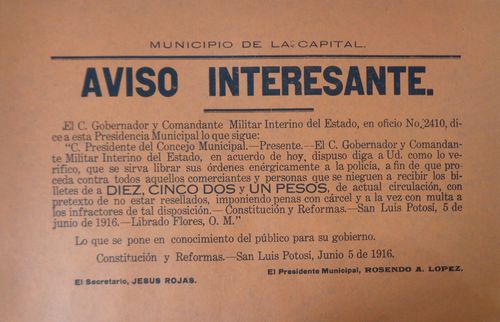 MUNICIPIO DE LA CAPITAL.
AVISO INTERESANTE.
El C. Gobernador y Comandante Militar Interino del Estado, en oficio No. 2410, di-
ce a esta Presidencia Municipal lo que sigue:
"C. Presidente del Concejo Municipal.—Presente.—El C. Gobernador y Comandan-
te Militar Interino del Estado, en acuerdo de hoy, dispuso diga a Ud. como lo ve-
rifico, que se sirva librar sus órdenes enérgicamente a la policía, a fin de que pro-
ceda contra todos aquellos comerciantes y personas que se nieguen a recibir los bi-
lletes de a DIEZ, CINCO DOS y UN PESOS, de actual circulación, con
pretexto de no estar resellados, imponiendo penas con cárcel y a la vez con multa a
los infractores de tal disposición.—Constitución y Reformas.—San Luis Potosí, 5 de
junio de 1916.—Librado Flores, O. M."
Lo que se pone en conocimiento del público para su gobierno.
Constitución y Reformas.—San Luis Potosí, Junio 5 de 1916.
El Presidente Municipal, ROSENDO A. LOPEZ.
El Secretario, JESUS ROJAS.